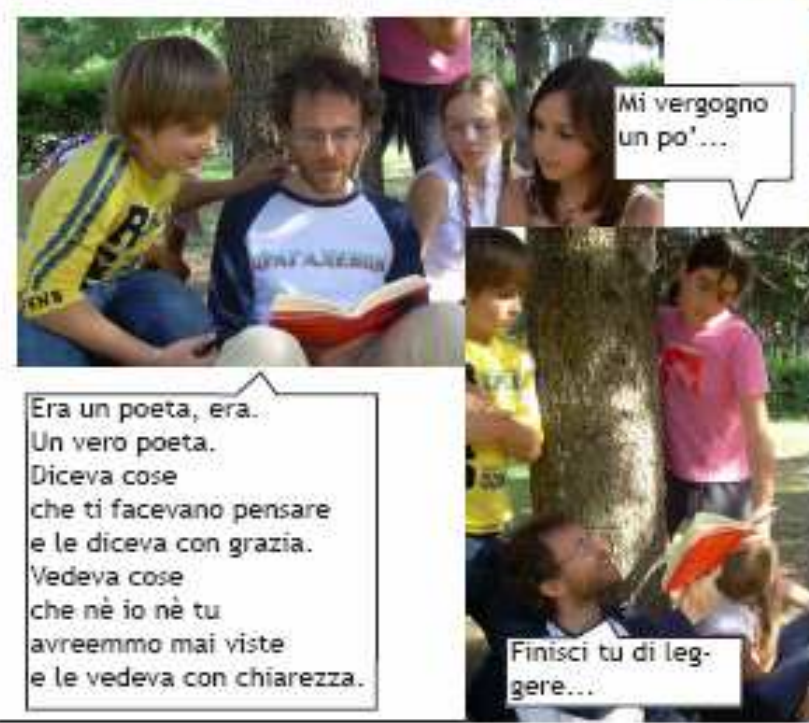 Mi vergogno
un po'...
Era un poeta, era.
Un vero poeta.
Diceva cose
che ti facevano pensare
e le diceva con grazia.
Vedeva cose
che nè io nè tu
avreemmo mai viste
e le vedeva con chiarezza.
Finisci tu di leg-
gere...